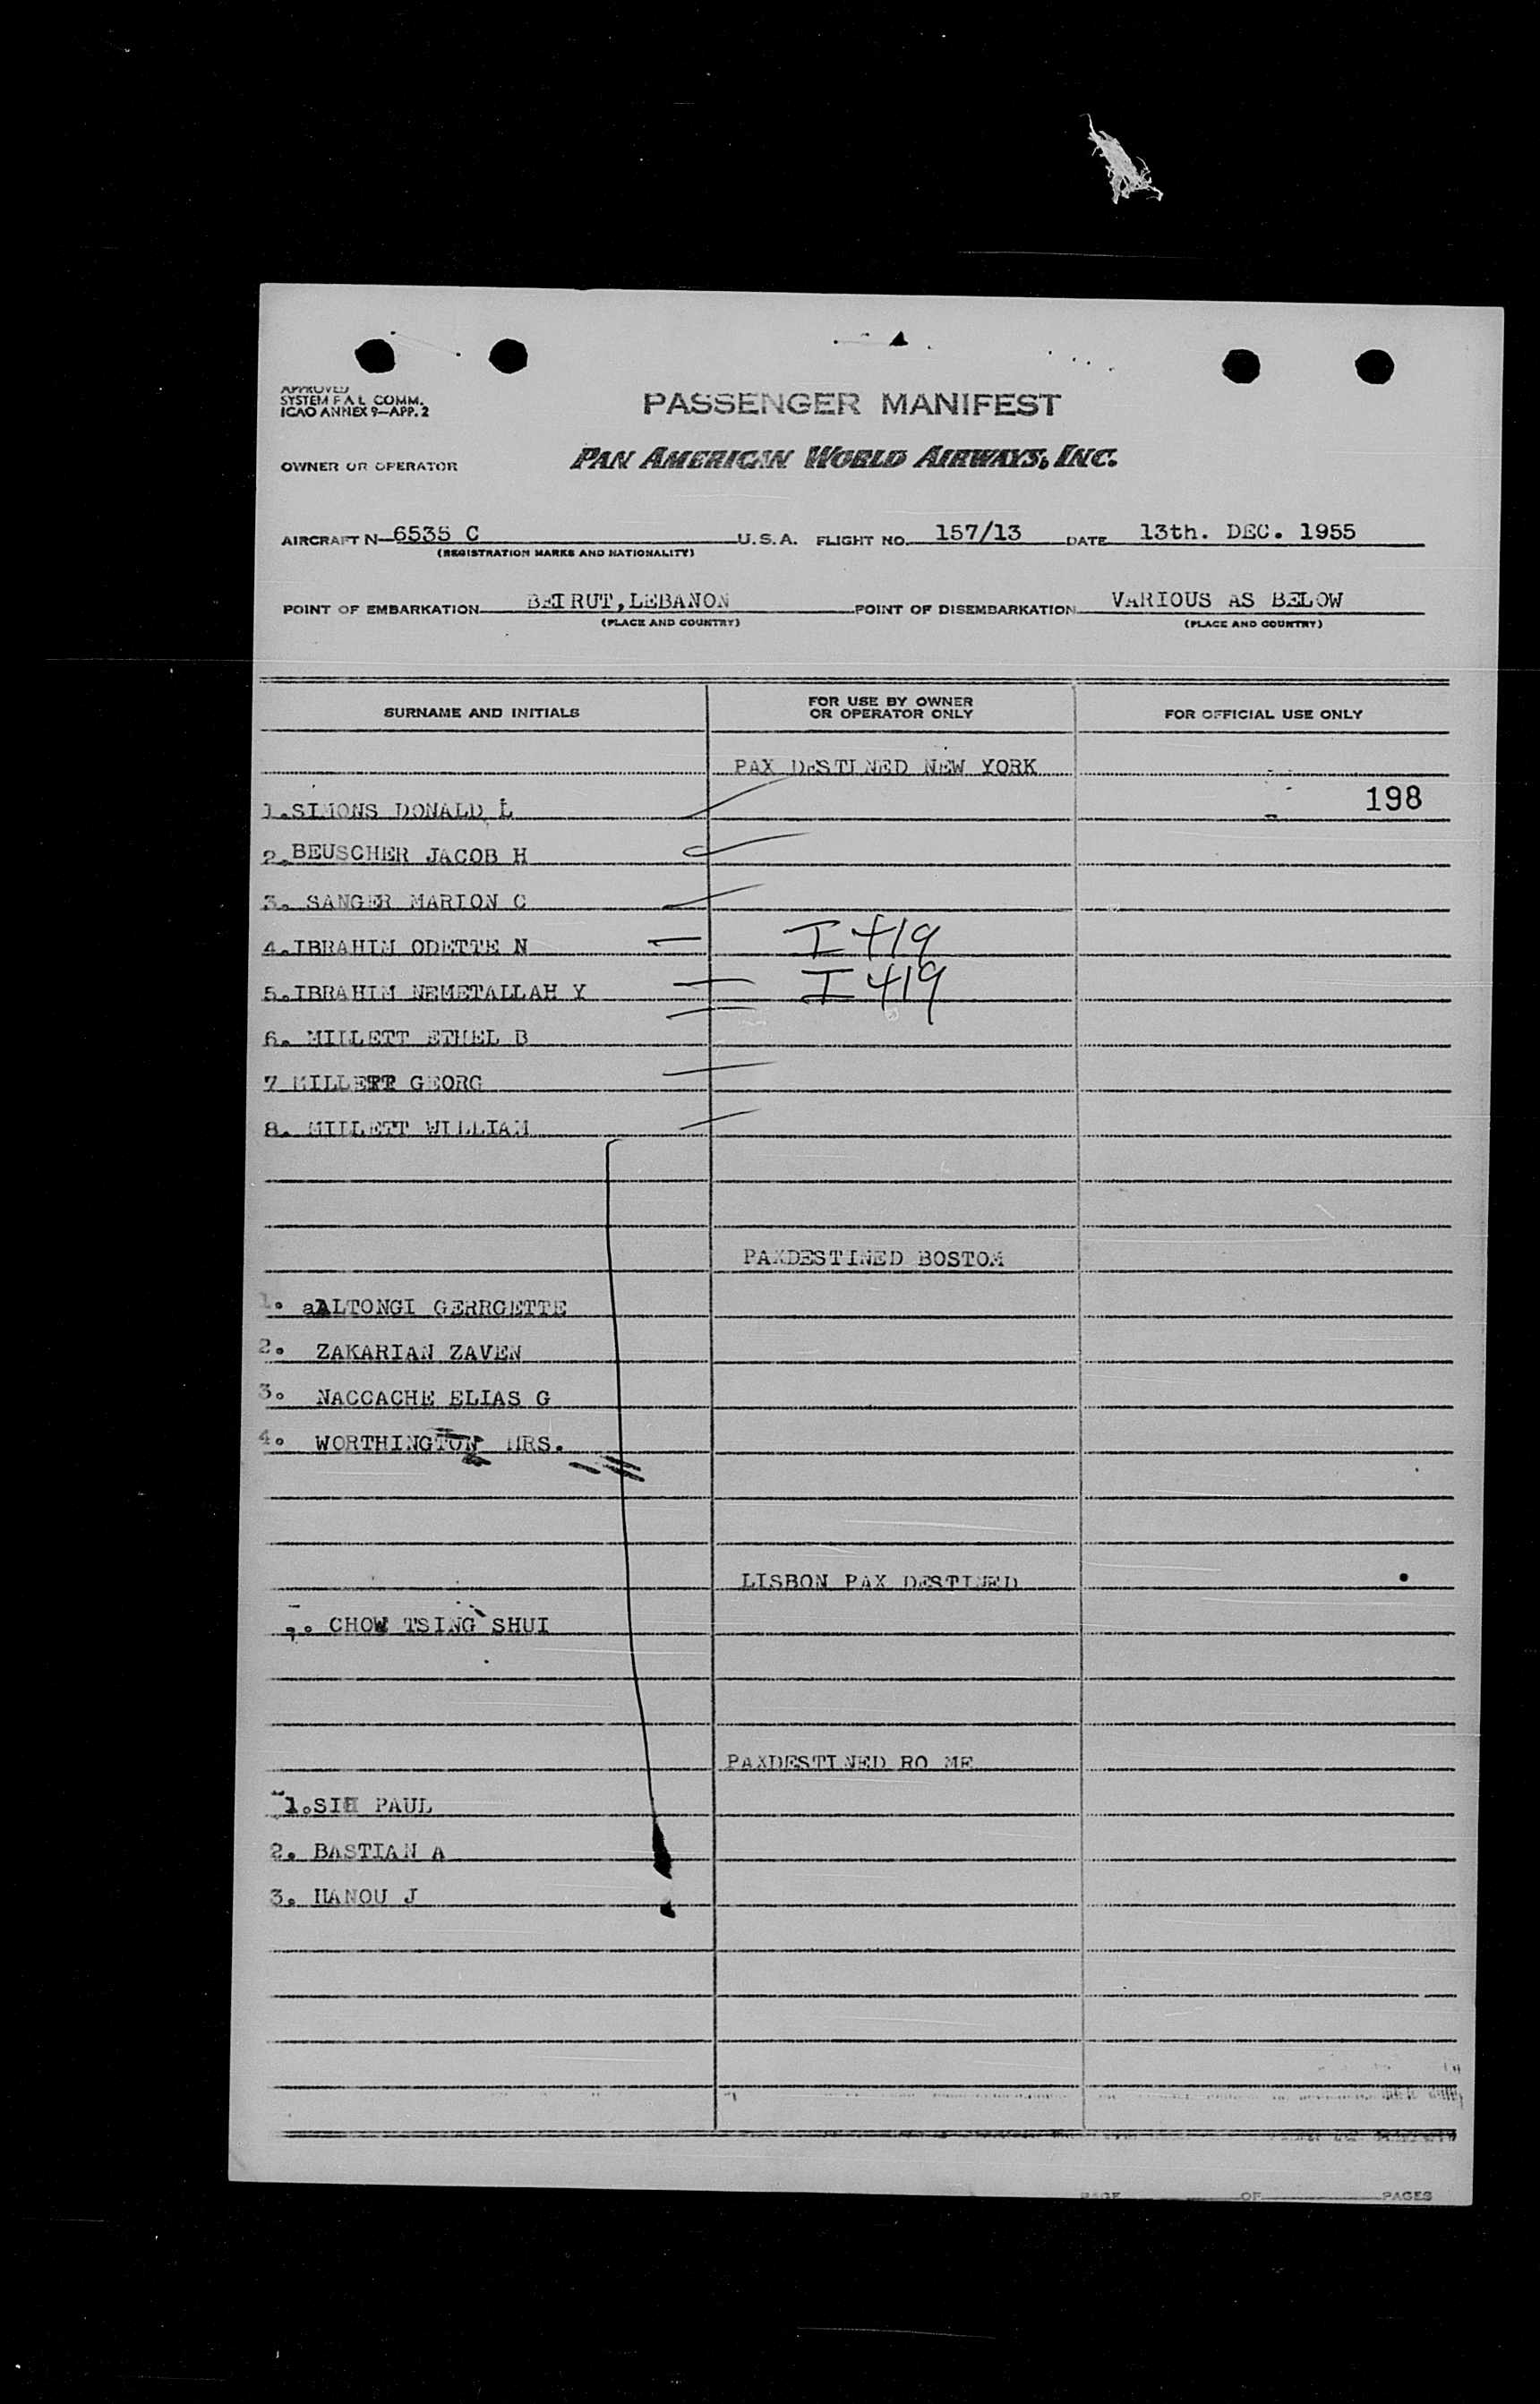 APPROVED
SYSTEM F A L COMM.
ICAO ANNEX 9—APP. 2
PASSENGER MANIFEST
OWNER OR OPERATOR PAN AMERICAN WORLD AIRWAYS, INC.
AIRCRAFT N 6535 C U.S.A. FLIGHT NO. 157/13 DATE 13th. DEC. 1955
(REGISTRATION MARKS AND NATIONALITY)
POINT OF EMBARKATION BEIRUT, LEBANON POINT OF DISEMBARKATION VARIOUS AS BELOW
(PLACE AND COUNTRY) (PLACE AND COUNTRY)
SURNAME AND INITIALS FOR USE BY OWNER OR OPERATOR ONLY FOR OFFICIAL USE ONLY
PAX DESTINED NEW YORK
1.SIMONS DONALD L 198
2.BEUSCHER JACOB H
3. SANGER MARION C
4.IBRAHIM ODETTE N I 419
5.IBRAHIM NEMETALLAH Y I 419
6. MILLETT ETHEL B
7 MILLETT GEORG
8. MILLETT WILLIAM
PAXDESTINED BOSTOM
1. aALTONGI GERRGETTE
2. ZAKARIAN ZAVEN
3. NACCACHE ELIAS G
4. WORTHINGTON MRS.
LISBON PAX DESTINED
CHOW TSING SHUI
PAXDESTINED RO ME
1.SIH PAUL
2. BASTIAN A
3. HANOU J
PAGE OF PAGES